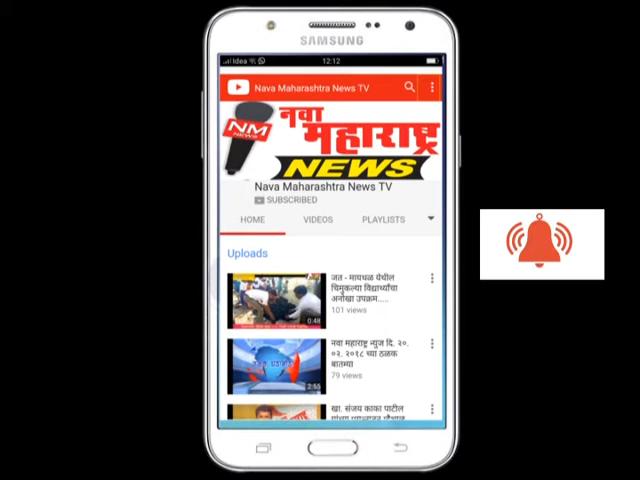 SAMSUNG
Idea
12:12
Nava Maharashtra News TV
नवा
महाराष्ट्र
NM
NEWS
NEWS
Nava Maharashtra News TV
SUBSCRIBED
HOME VIDEOS PLAYLISTS
Uploads
जत - मायथळ येथील
चिमुकल्या विद्यार्थ्यांचा
अनोखा उपक्रम.....
101 views
0:48
नवा महाराष्ट्र न्युज दि. २०.
०२. २०१८ च्या ठळक
बातम्या
79 views
2:55
खा. संजय काका पाटील